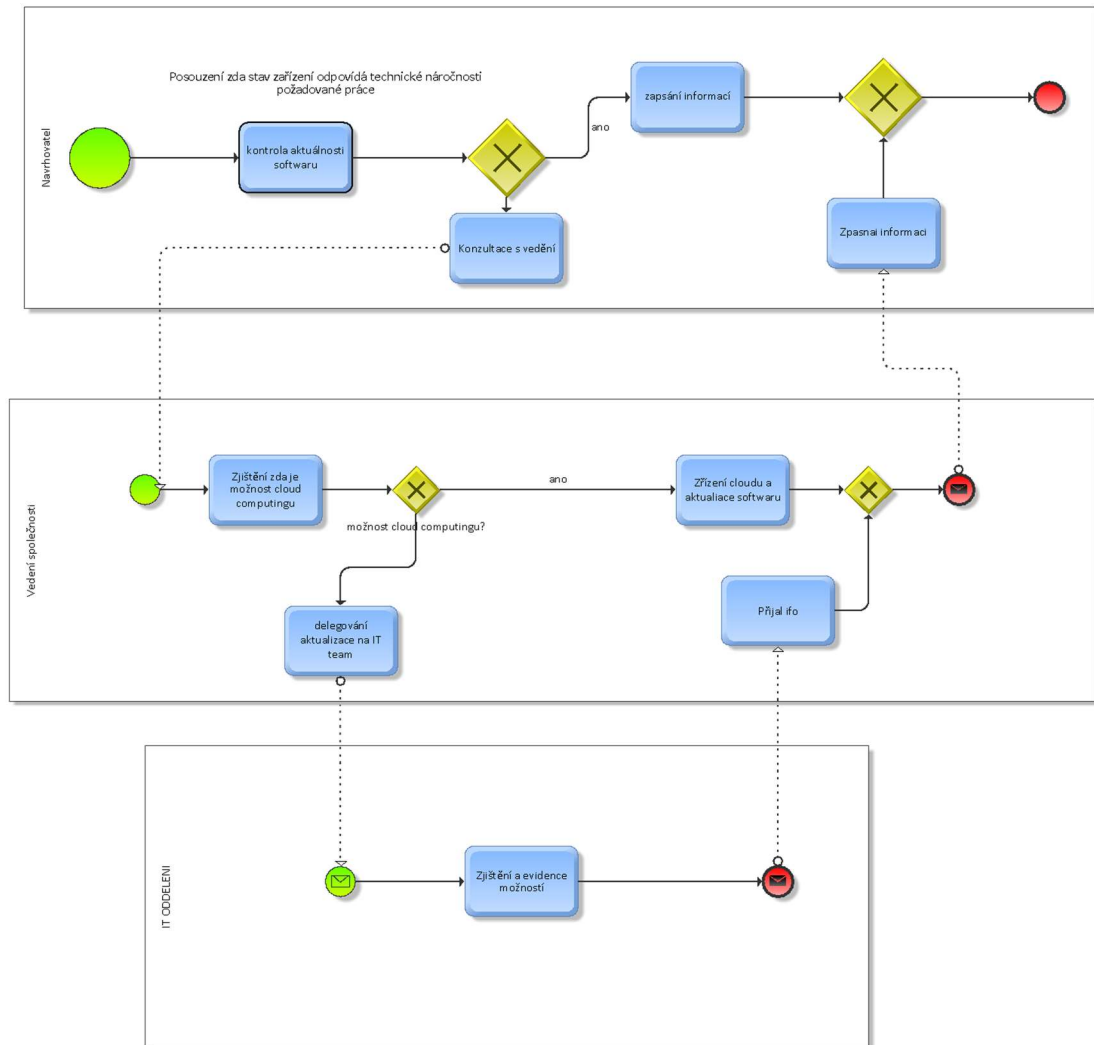 Navrhovatel
Posouzení zda stav zařízení odpovídá technické náročnosti
požadované práce
kontrola aktuálnosti
softwaru
ano
zapsání informací
Konzultace s vedění
Zpasnai informaci
Vedení společnosti
Zjištění zda je
možnost cloud
computingu
možnost cloud computingu?
ano
Zřízení cloudu a
aktualiace softwaru
delegování
aktualizace na IT
team
Přijal ifo
IT ODDELENI
Zjištění a evidence
možností